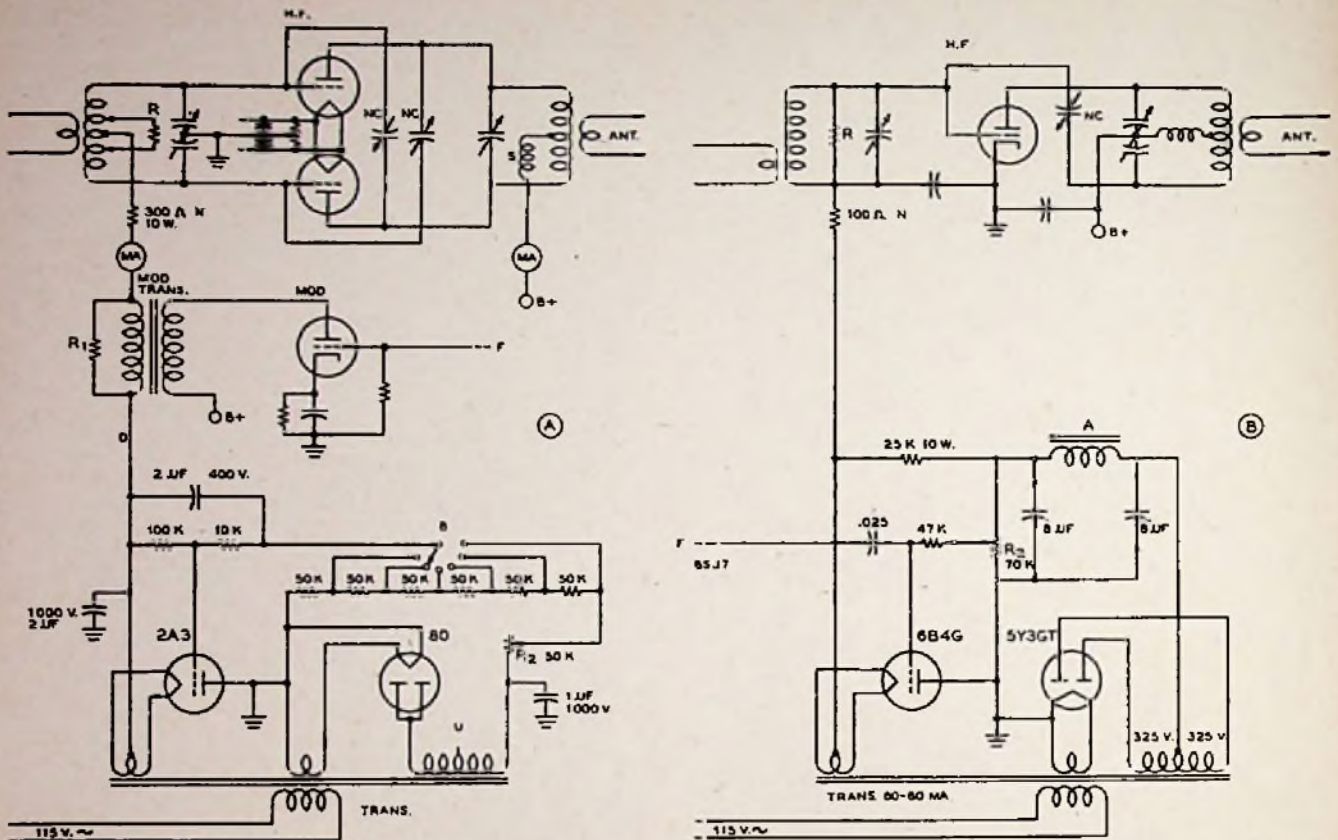 H.F.
R
NC
NC
S
ANT.
300 Ω N
10 W.
MA
MA
MOD
TRANS.
MOD
B+
R1
F
B+
A
D
2 µF 400 V.
100 K 10 K
B
50 K 50 K 50 K 50 K 50 K 50 K
1000 V.
2 µF
2A3
80
R2 50 K
1 µF
1000 V.
U
TRANS.
115 V. ~
H.F
R
NC
ANT.
100 Ω N
B+
B
25 K 10 W.
A
8 µF
8 µF
F
.025
47 K
6SJ7
R2
70 K
6B4G
5Y3GT
325 V. 325 V.
TRANS. 60-80 MA
115 V. ~